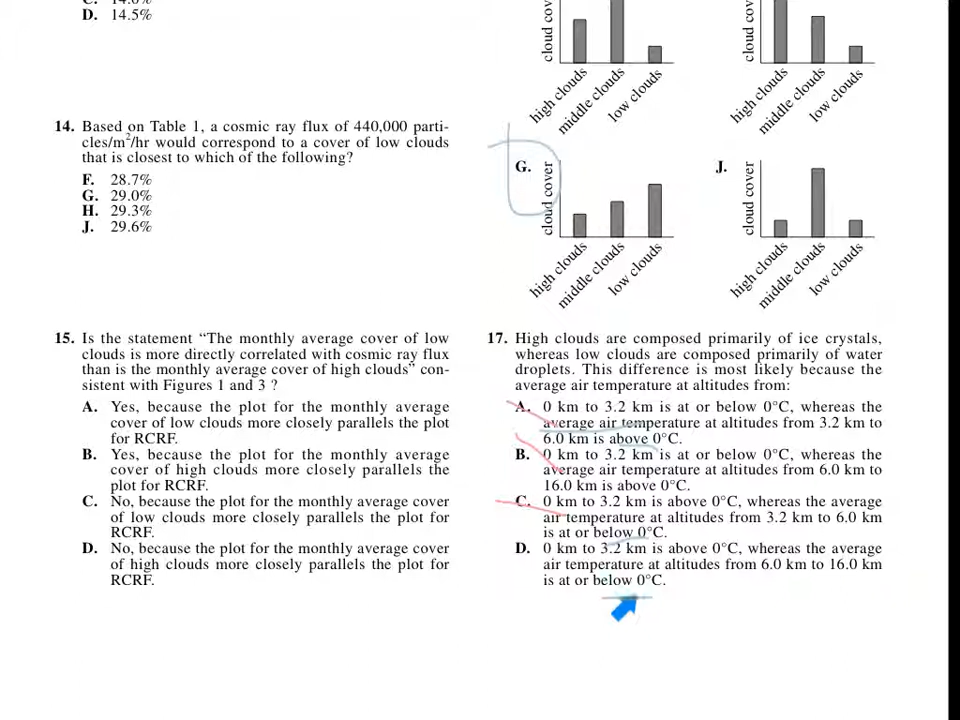 D. 14.5%
14. Based on Table 1, a cosmic ray flux of 440,000 parti-
cles/m²/hr would correspond to a cover of low clouds
that is closest to which of the following?
F. 28.7%
G. 29.0%
H. 29.3%
J. 29.6%
15. Is the statement “The monthly average cover of low
clouds is more directly correlated with cosmic ray flux
than is the monthly average cover of high clouds” con-
sistent with Figures 1 and 3 ?
A. Yes, because the plot for the monthly average
cover of low clouds more closely parallels the plot
for RCRF.
B. Yes, because the plot for the monthly average
cover of high clouds more closely parallels the
plot for RCRF.
C. No, because the plot for the monthly average cover
of low clouds more closely parallels the plot for
RCRF.
D. No, because the plot for the monthly average cover
of high clouds more closely parallels the plot for
RCRF.
high clouds
middle clouds
low clouds
high clouds
middle clouds
low clouds
G.
cloud cover
high clouds
middle clouds
low clouds
J.
cloud cover
high clouds
middle clouds
low clouds
17. High clouds are composed primarily of ice crystals,
whereas low clouds are composed primarily of water
droplets. This difference is most likely because the
average air temperature at altitudes from:
A. 0 km to 3.2 km is at or below 0°C, whereas the
average air temperature at altitudes from 3.2 km to
6.0 km is above 0°C.
B. 0 km to 3.2 km is at or below 0°C, whereas the
average air temperature at altitudes from 6.0 km to
16.0 km is above 0°C.
C. 0 km to 3.2 km is above 0°C, whereas the average
air temperature at altitudes from 3.2 km to 6.0 km
is at or below 0°C.
D. 0 km to 3.2 km is above 0°C, whereas the average
air temperature at altitudes from 6.0 km to 16.0 km
is at or below 0°C.